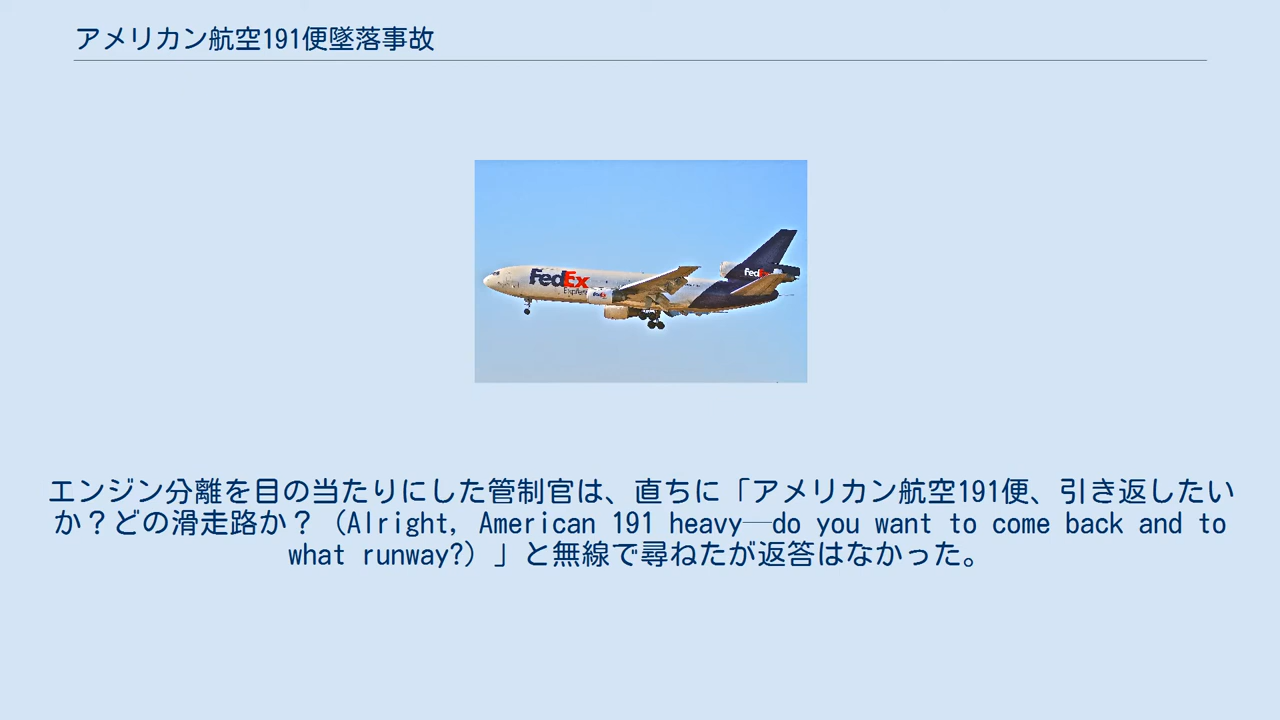 アメリカン航空191便墜落事故
FedEx
Express
FedEx
FedEx
エンジン分離を目の当たりにした管制官は、直ちに「アメリカン航空191便、引き返したい
か？どの滑走路か？（Alright, American 191 heavy─do you want to come back and to
what runway?）」と無線で尋ねたが返答はなかった。